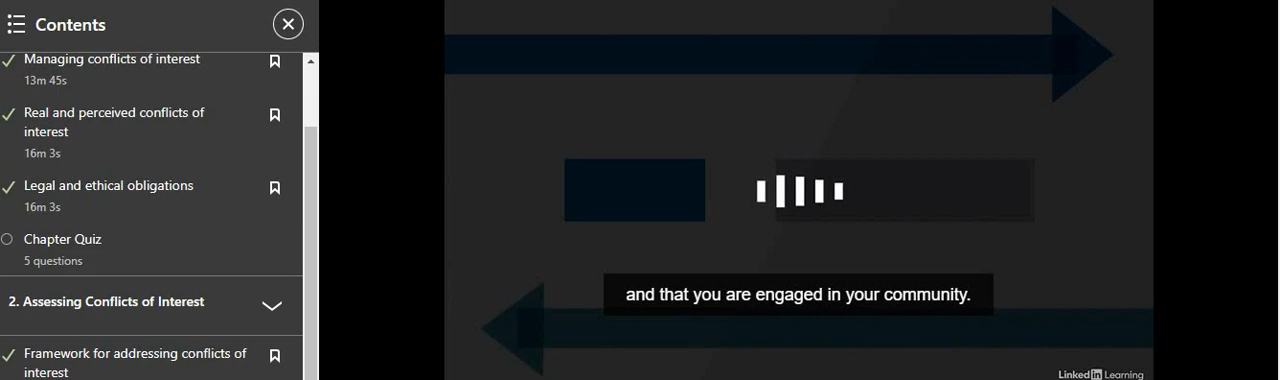 Contents
Managing conflicts of interest
13m 45s
Real and perceived conflicts of
interest
16m 3s
Legal and ethical obligations
16m 3s
Chapter Quiz
5 questions
2. Assessing Conflicts of Interest
Framework for addressing conflicts of
interest
and that you are engaged in your community.
LinkedIn Learning